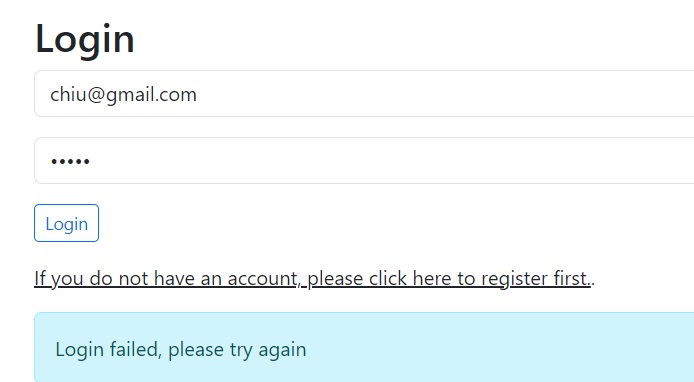 Login
chiu@gmail.com
•••••
Login
If you do not have an account, please click here to register first..
Login failed, please try again